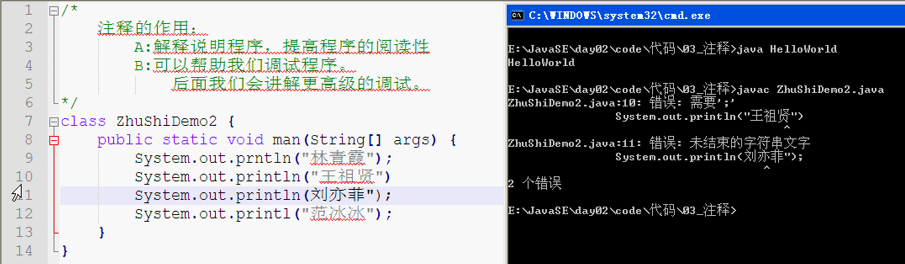 1 /*
2 注释的作用：
3 A:解释说明程序，提高程序的阅读性
4 B:可以帮助我们调试程序。
5 后面我们会讲解更高级的调试。
6 */
7 class ZhuShiDemo2 {
8 public static void man(String[] args) {
9 System.out.prntln("林青霞");
10 System.out.println("王祖贤")
11 System.out.println(刘亦菲");
12 System.out.printl("范冰冰");
13 }
14 }
C:\WINDOWS\system32\cmd.exe
E:\JavaSE\day02\code\代码\03_注释>java HelloWorld
HelloWorld
E:\JavaSE\day02\code\代码\03_注释>javac ZhuShiDemo2.java
ZhuShiDemo2.java:10: 错误: 需要';'
System.out.println("王祖贤")
^
ZhuShiDemo2.java:11: 错误: 未结束的字符串文字
System.out.println(刘亦菲");
^
2 个错误
E:\JavaSE\day02\code\代码\03_注释>